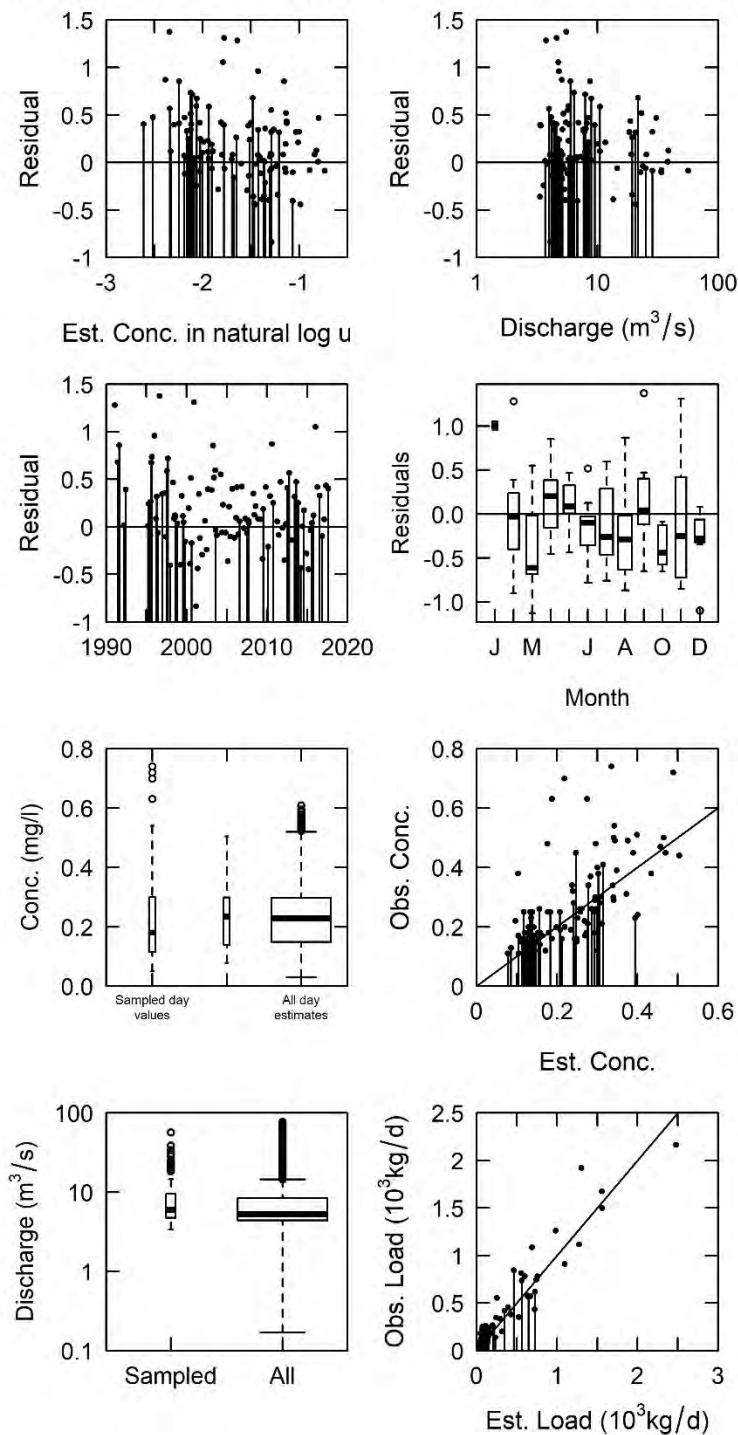 1.5
1
0.5
0
-0.5
-1
Residual
-3 -2 -1
Est. Conc. in natural log u
1.5
1
0.5
0
-0.5
-1
Residual
1 10 100
Discharge (m³/s)
1.5
1
0.5
0
-0.5
-1
Residual
1990 2000 2010 2020
1.0
0.5
0.0
-0.5
-1.0
Residuals
J M J A O D
Month
0.8
0.6
0.4
0.2
0.0
Conc. (mg/l)
Sampled day
values
All day
estimates
0.8
0.6
0.4
0.2
0
Obs. Conc.
0 0.2 0.4 0.6
Est. Conc.
100
10
1
0.1
Discharge (m³/s)
Sampled All
2.5
2
1.5
1
0.5
0
Obs. Load (10³kg/d)
0 1 2 3
Est. Load (10³kg/d)